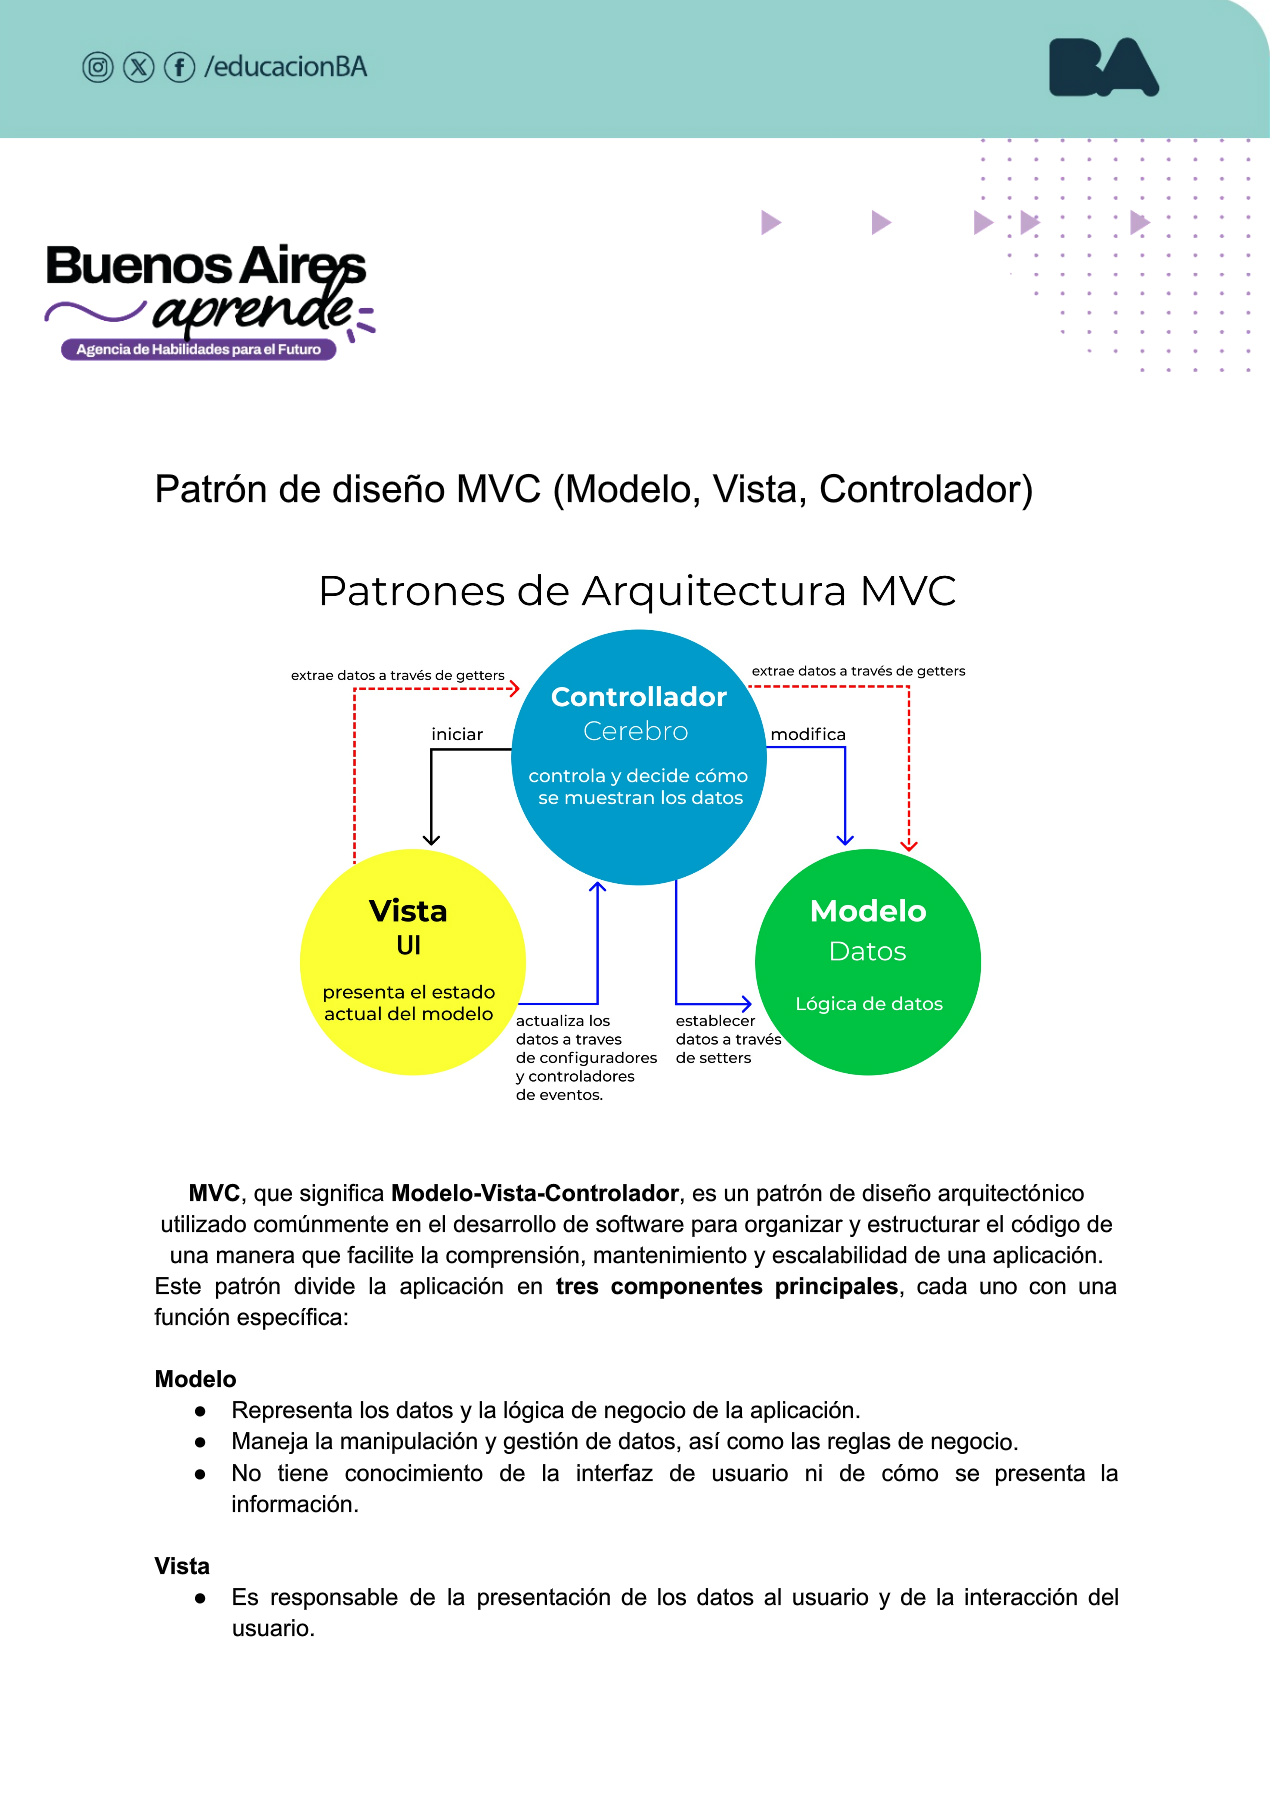 /educacionBA
BA
Buenos Aires
aprende
Agencia de Habilidades para el Futuro
Patrón de diseño MVC (Modelo, Vista, Controlador)
Patrones de Arquitectura MVC
extrae datos a través de getters
extrae datos a través de getters
Controllador
Cerebro
controla y decide cómo
se muestran los datos
iniciar
modifica
Vista
UI
presenta el estado
actual del modelo
Modelo
Datos
Lógica de datos
actualiza los
datos a traves
de configuradores
y controladores
de eventos.
establecer
datos a través
de setters
MVC, que significa Modelo-Vista-Controlador, es un patrón de diseño arquitectónico
utilizado comúnmente en el desarrollo de software para organizar y estructurar el código de
una manera que facilite la comprensión, mantenimiento y escalabilidad de una aplicación.
Este patrón divide la aplicación en tres componentes principales, cada uno con una
función específica:
Modelo
● Representa los datos y la lógica de negocio de la aplicación.
● Maneja la manipulación y gestión de datos, así como las reglas de negocio.
● No tiene conocimiento de la interfaz de usuario ni de cómo se presenta la
información.
Vista
● Es responsable de la presentación de los datos al usuario y de la interacción del
usuario.